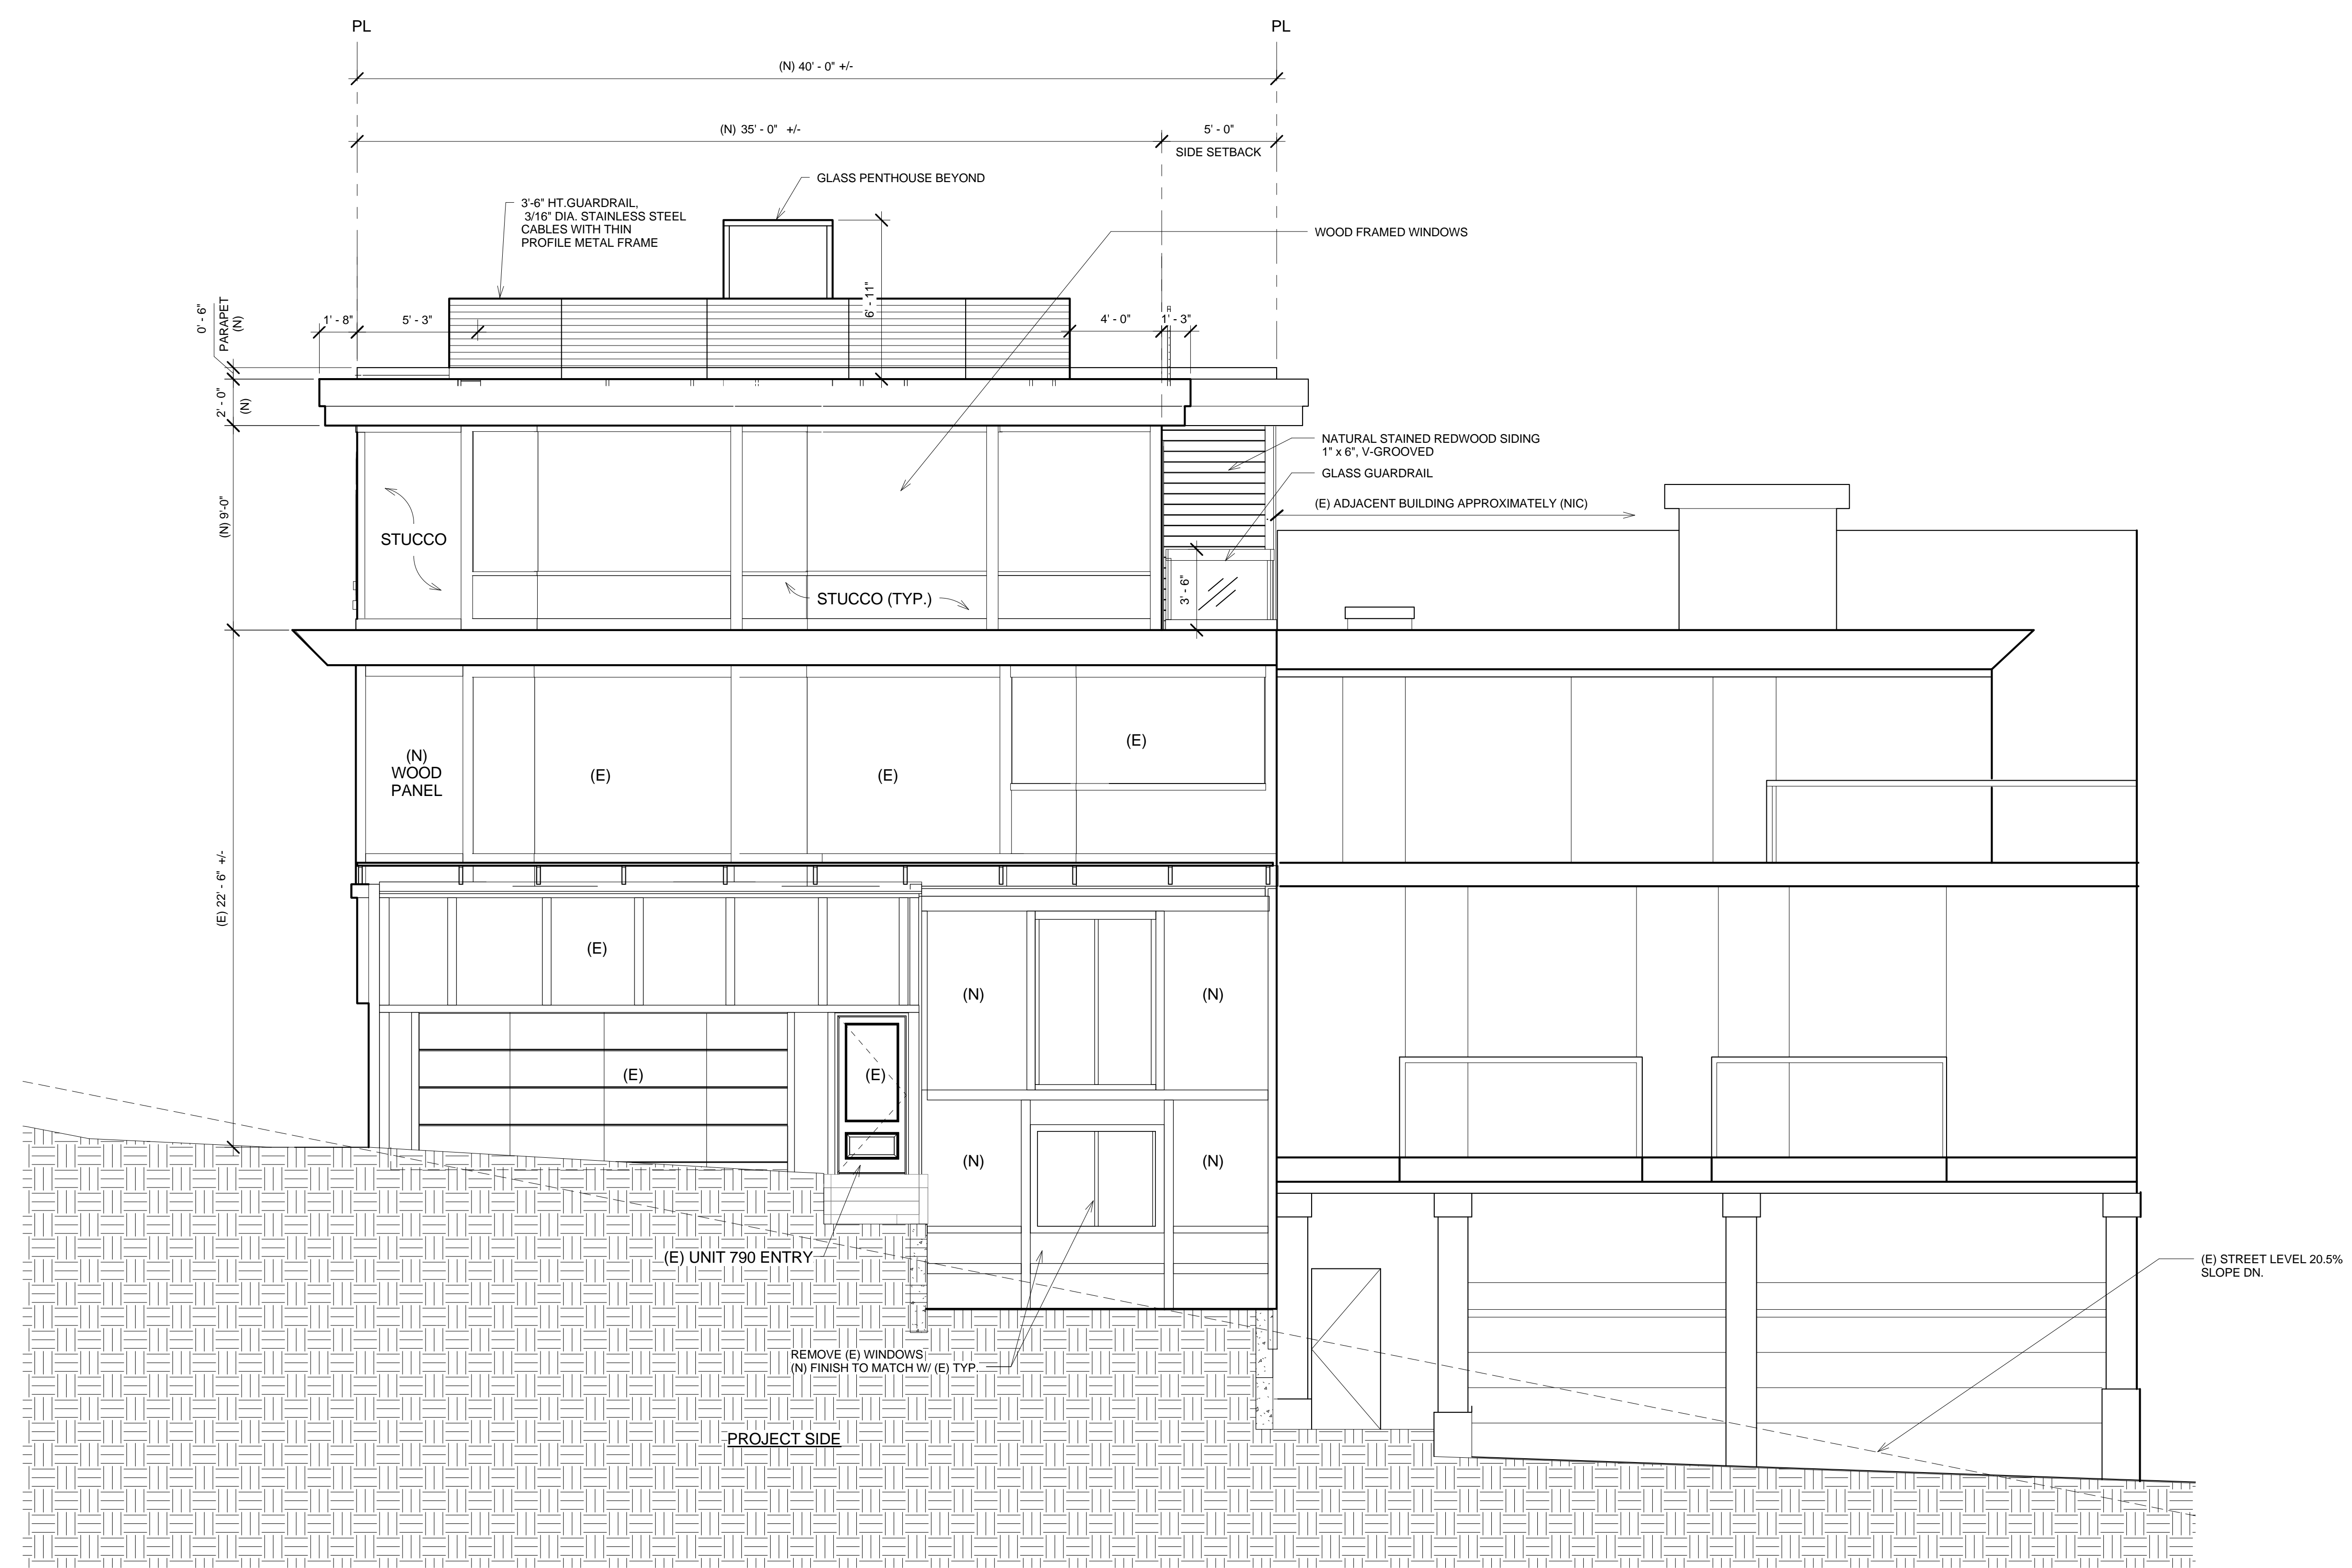 PL
PL
(N) 40' - 0" +/-
(N) 35' - 0" +/-
5' - 0"
SIDE SETBACK
GLASS PENTHOUSE BEYOND
3'-6" HT.GUARDRAIL,
3/16" DIA. STAINLESS STEEL
CABLES WITH THIN
PROFILE METAL FRAME
WOOD FRAMED WINDOWS
6' - 11"
0' - 6"
PARAPET
(N)
1' - 8"
5' - 3"
4' - 0"
1' - 3"
2' - 0"
(N)
NATURAL STAINED REDWOOD SIDING
1" x 6", V-GROOVED
GLASS GUARDRAIL
(E) ADJACENT BUILDING APPROXIMATELY (NIC)
(N) 9'-0"
STUCCO
STUCCO (TYP.)
3' - 6"
(N)
WOOD
PANEL
(E)
(E)
(E)
(E) 22' - 6" +/-
(E)
(N)
(N)
(E)
(E)
(N)
(N)
(E) UNIT 790 ENTRY
(E) STREET LEVEL 20.5%
SLOPE DN.
REMOVE (E) WINDOWS
(N) FINISH TO MATCH W/ (E) TYP.
PROJECT SIDE